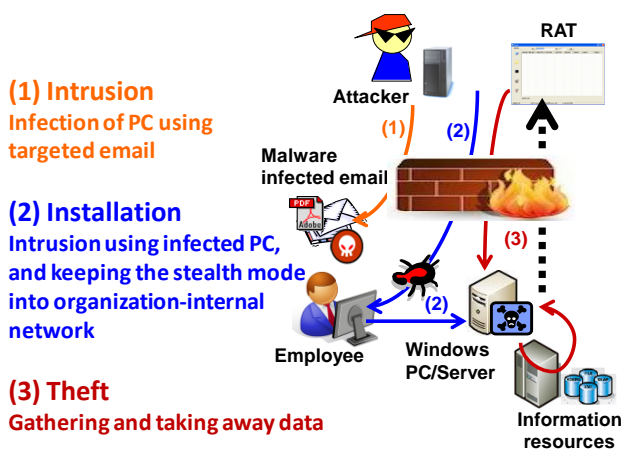 RAT
Attacker
(1) Intrusion
Infection of PC using
targeted email
(1)
(2)
Malware
infected email
PDF
Adobe
(2) Installation
Intrusion using infected PC,
and keeping the stealth mode
into organization-internal
network
(3)
(2)
Employee
Windows
PC/Server
(3) Theft
Gathering and taking away data
Information
resources